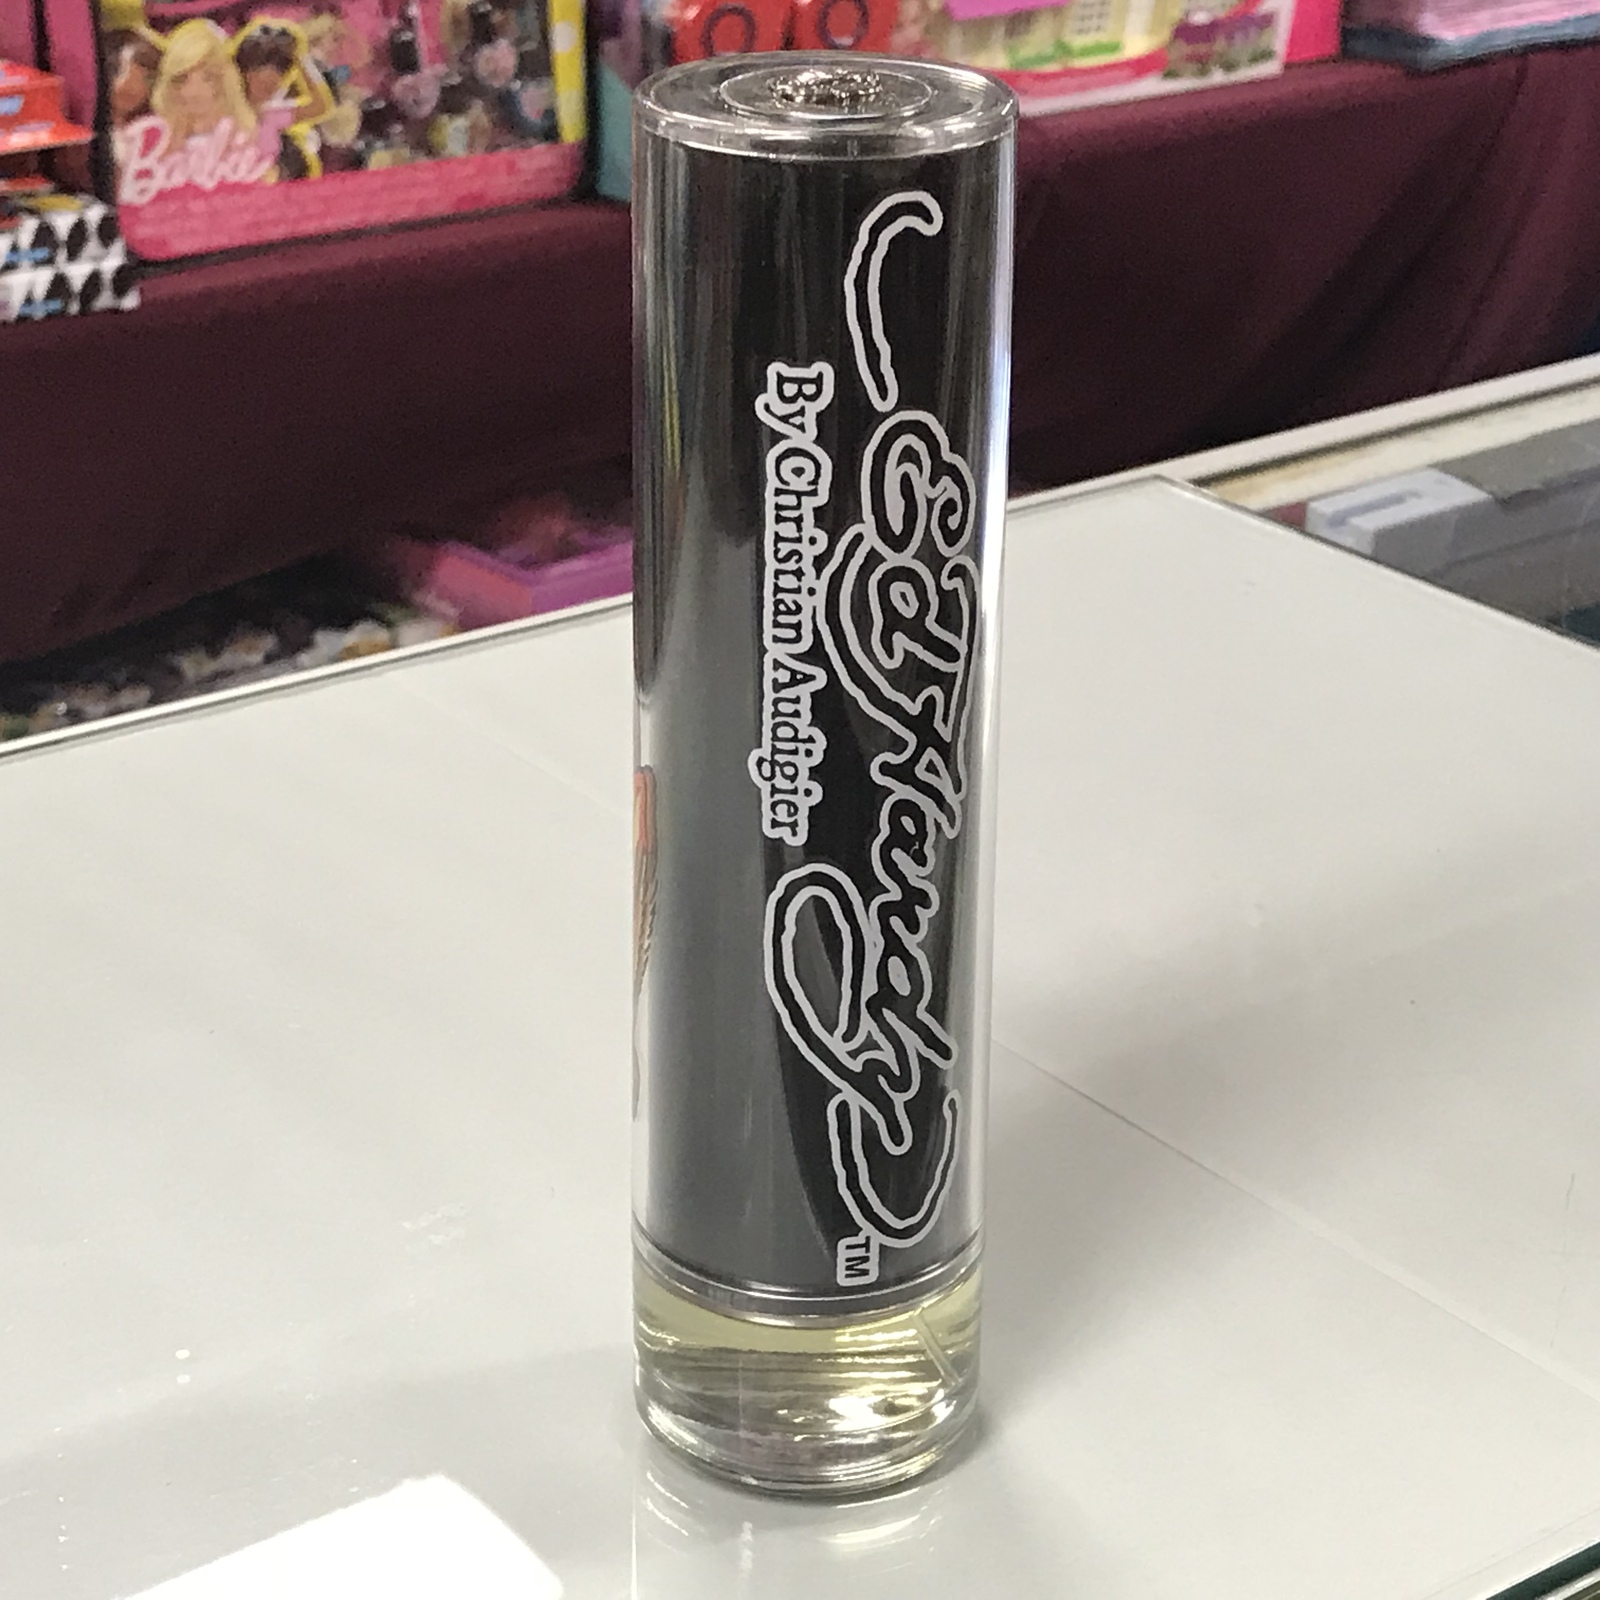 Barbie
Ed Hardy
By Christian Audigier
TM